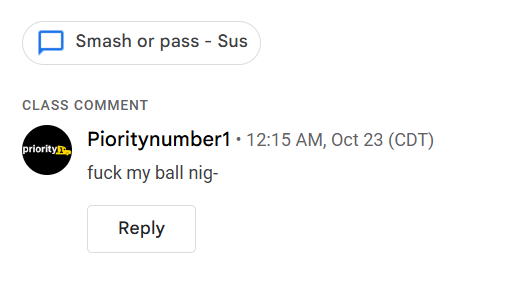 Smash or pass - Sus
CLASS COMMENT
priority1
Pioritynumber1 • 12:15 AM, Oct 23 (CDT)
fuck my ball nig-
Reply